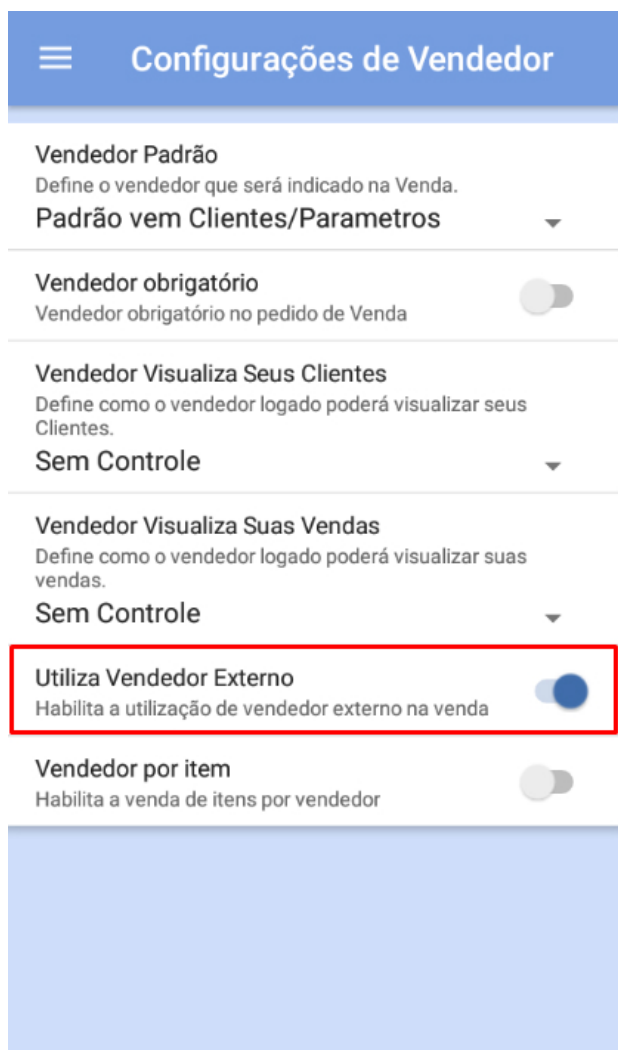 Configurações de Vendedor
Vendedor Padrão
Define o vendedor que será indicado na Venda.
Padrão vem Clientes/Parametros
Vendedor obrigatório
Vendedor obrigatório no pedido de Venda
Vendedor Visualiza Seus Clientes
Define como o vendedor logado poderá visualizar seus
Clientes.
Sem Controle
Vendedor Visualiza Suas Vendas
Define como o vendedor logado poderá visualizar suas
vendas.
Sem Controle
Utiliza Vendedor Externo
Habilita a utilização de vendedor externo na venda
Vendedor por item
Habilita a venda de itens por vendedor